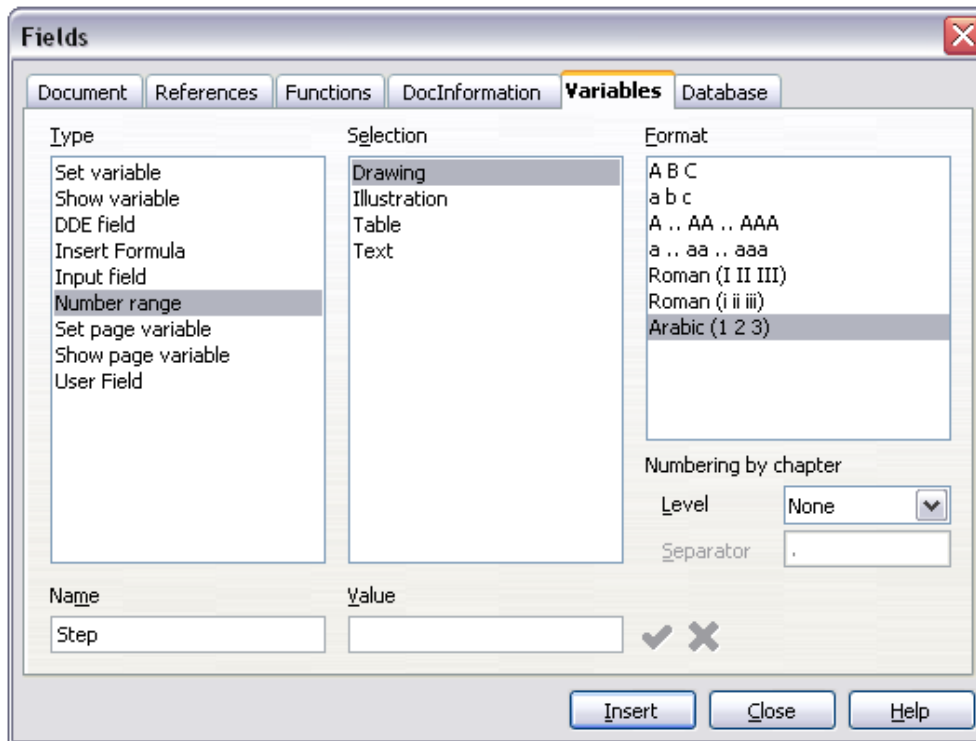 Fields
Document References Functions DocInformation Variables Database
Type
Set variable
Show variable
DDE field
Insert Formula
Input field
Number range
Set page variable
Show page variable
User Field
Selection
Drawing
Illustration
Table
Text
Format
A B C
a b c
A .. AA .. AAA
a .. aa .. aaa
Roman (I II III)
Roman (i ii iii)
Arabic (1 2 3)
Numbering by chapter
Level None
Separator .
Name
Step
Value
Insert Close Help